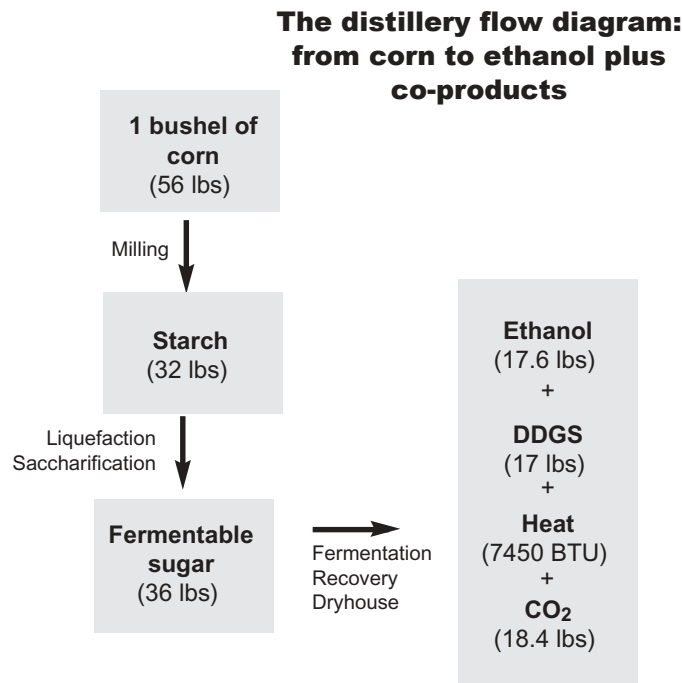 The distillery flow diagram:
from corn to ethanol plus
co-products
1 bushel of
corn
(56 lbs)
Milling
Starch
(32 lbs)
Liquefaction
Saccharification
Fermentable
sugar
(36 lbs)
Fermentation
Recovery
Dryhouse
Ethanol
(17.6 lbs)
+
DDGS
(17 lbs)
+
Heat
(7450 BTU)
+
CO₂
(18.4 lbs)